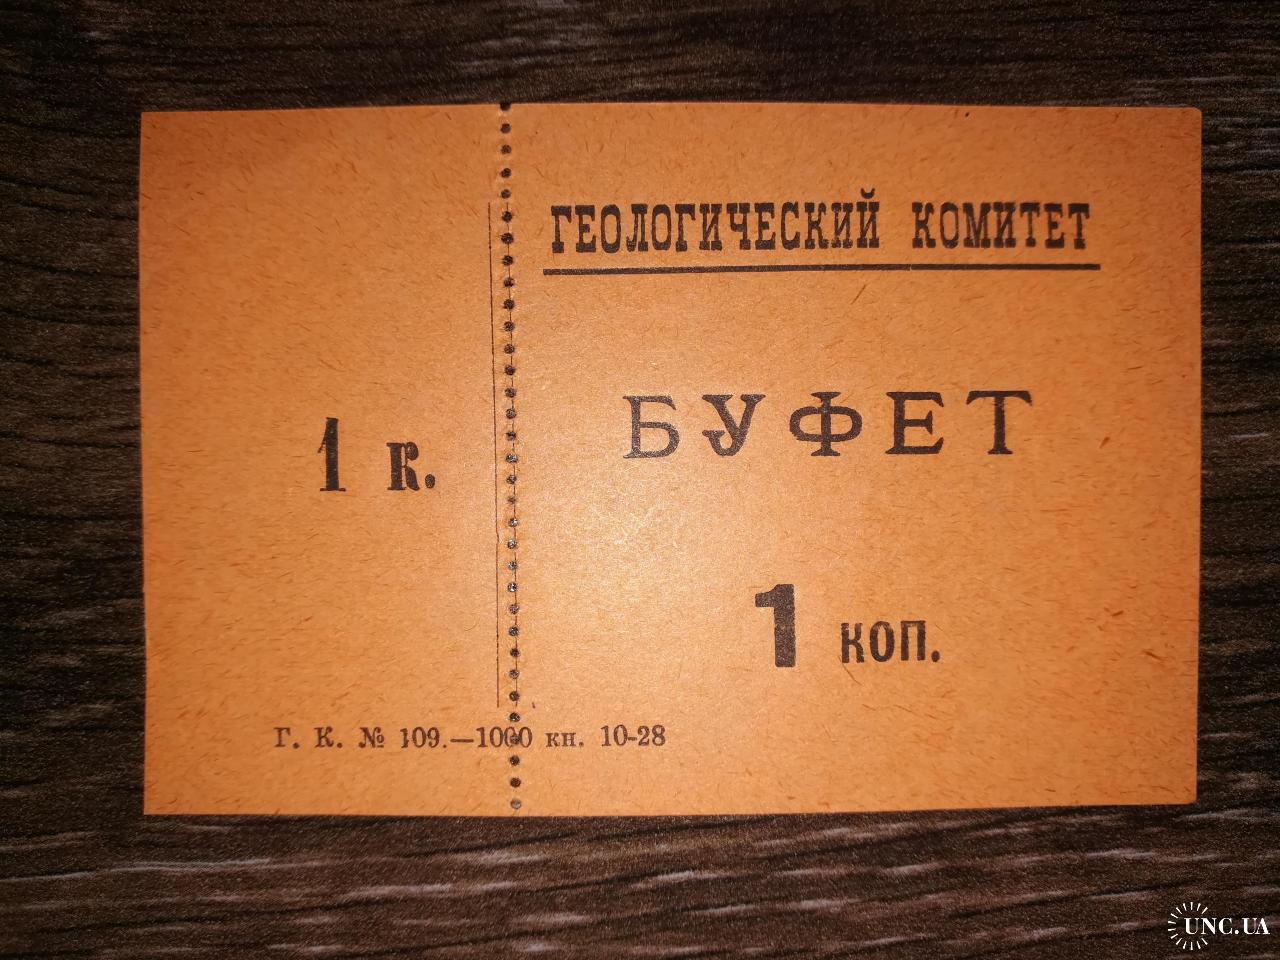 ГЕОЛОГИЧЕСКИЙ КОМИТЕТ
БУФЕТ
1 к.
1 коп.
Г. К. № 109.—1000 кн. 10-28
UNC.UA